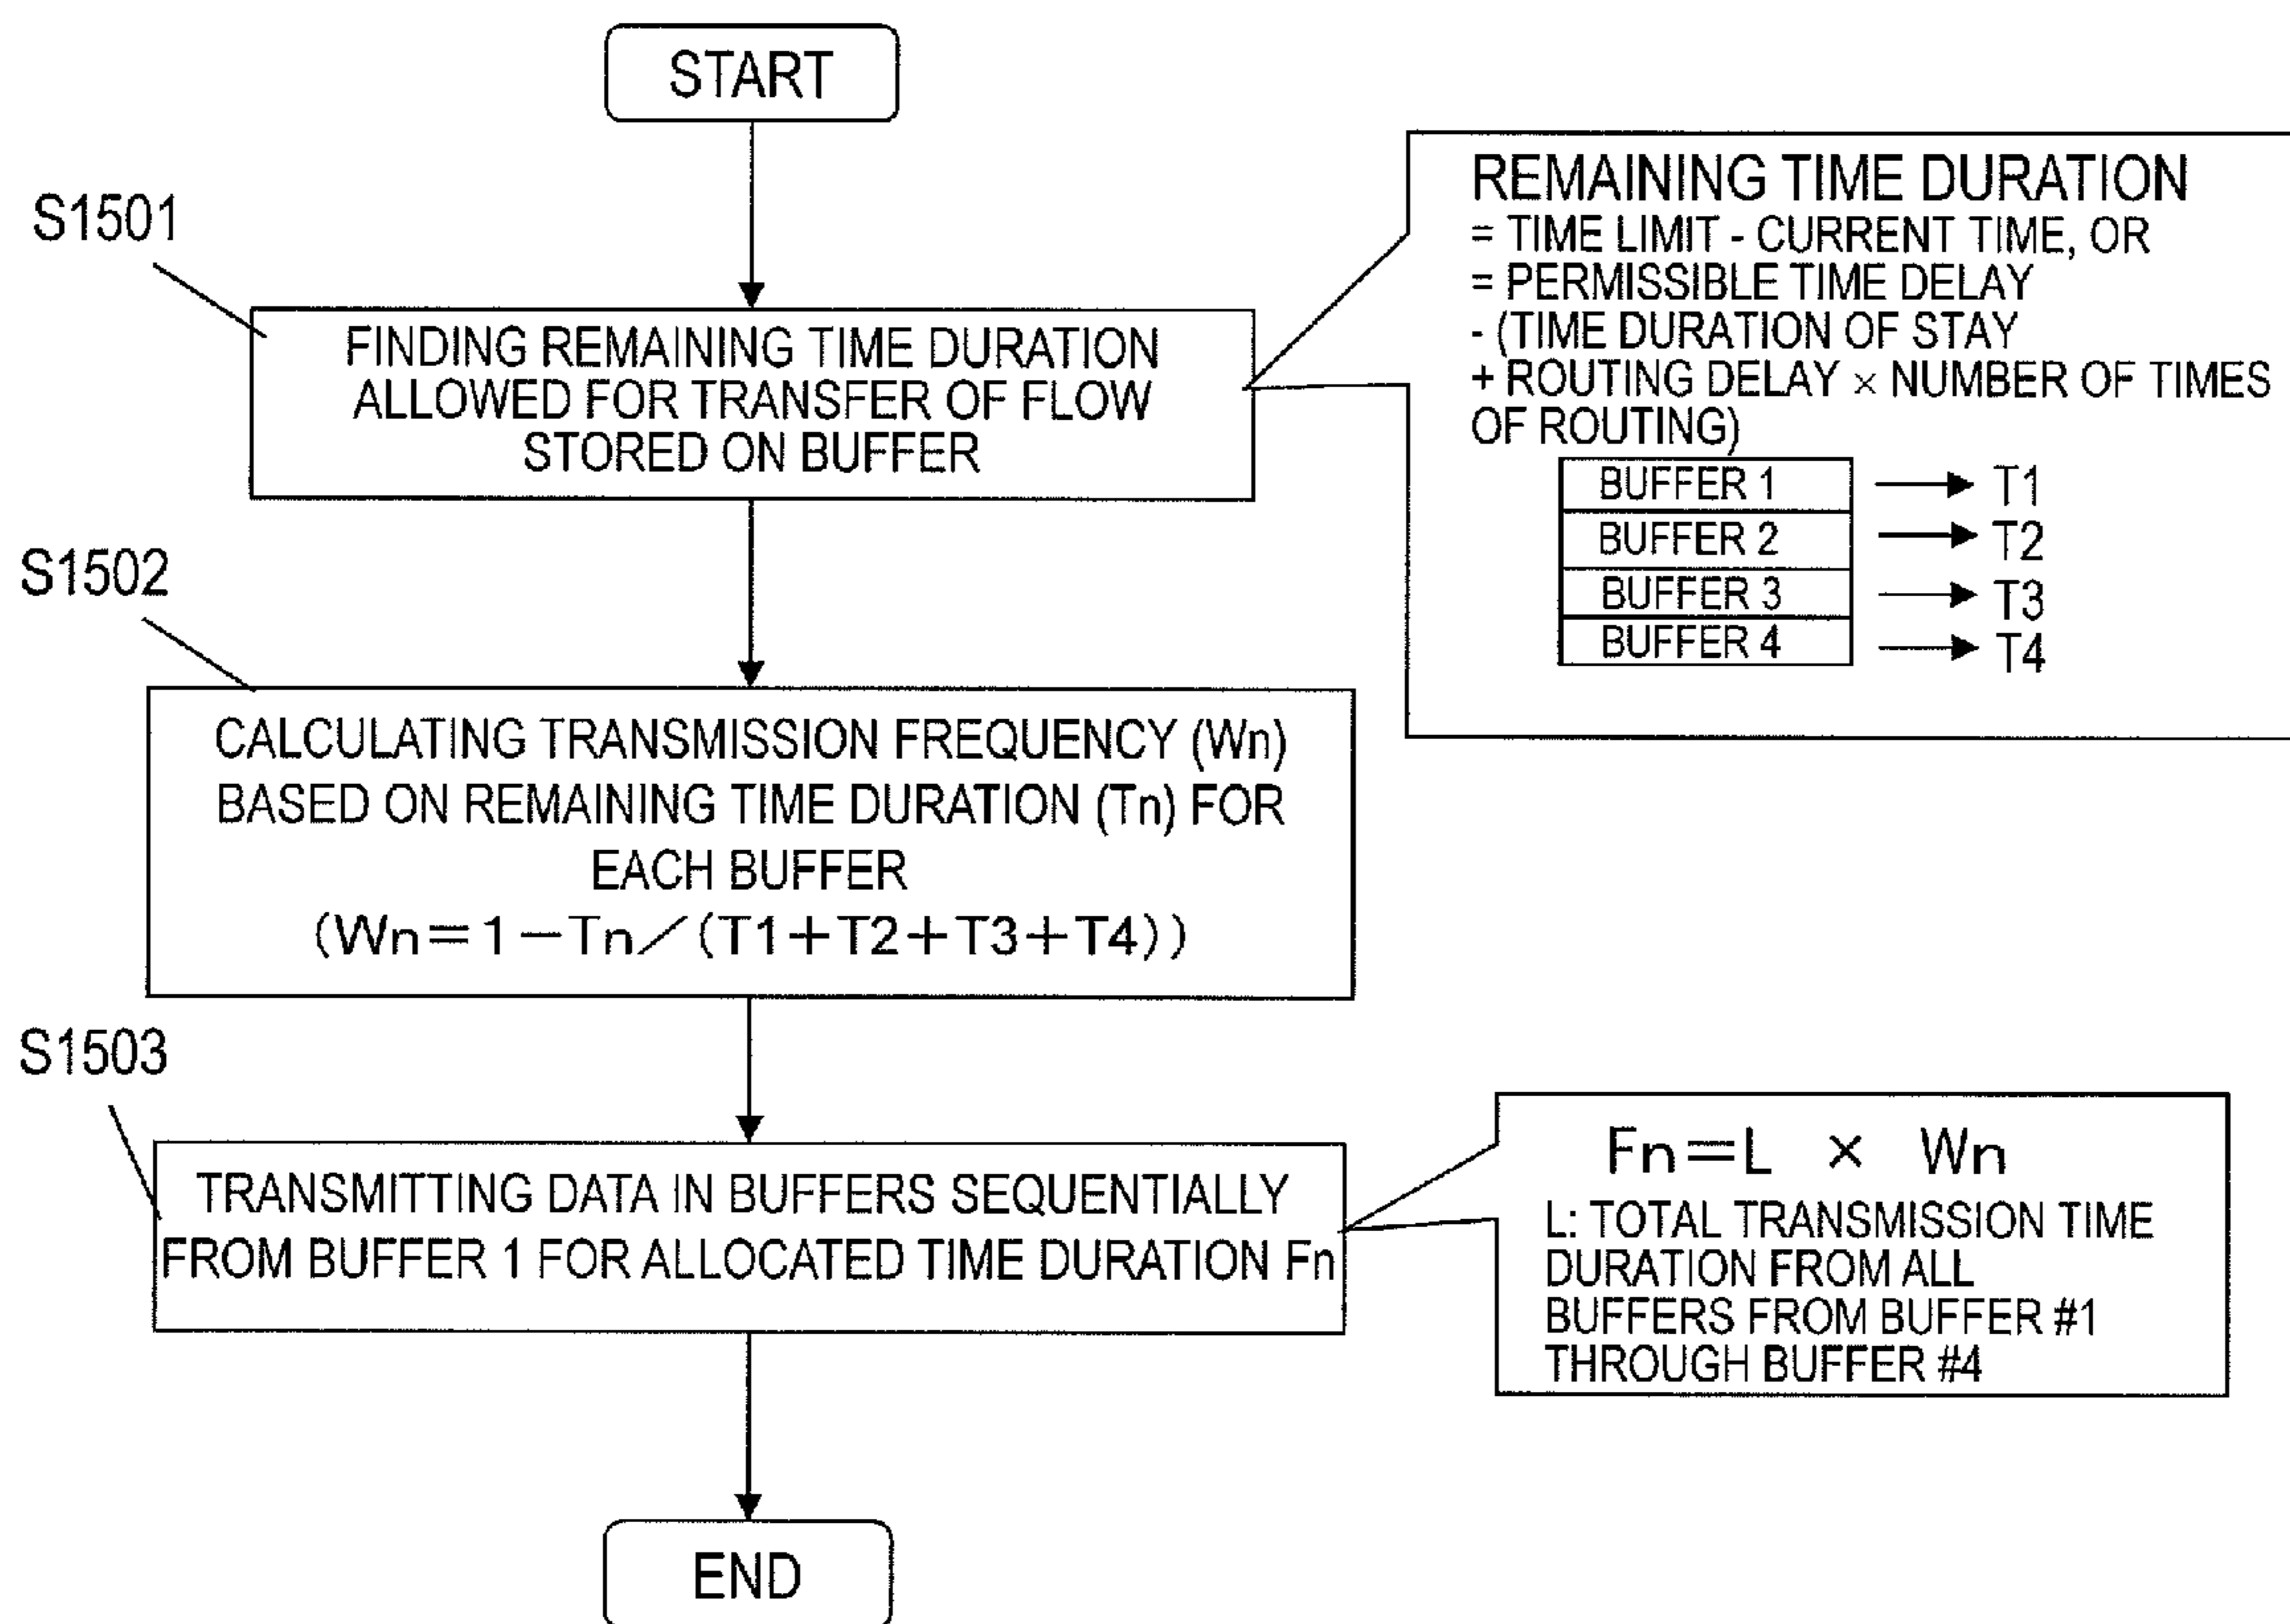 START
S1501
FINDING REMAINING TIME DURATION
ALLOWED FOR TRANSFER OF FLOW
STORED ON BUFFER
REMAINING TIME DURATION
= TIME LIMIT - CURRENT TIME, OR
= PERMISSIBLE TIME DELAY
- (TIME DURATION OF STAY
+ ROUTING DELAY × NUMBER OF TIMES
OF ROUTING)
BUFFER 1 T1
BUFFER 2 T2
BUFFER 3 T3
BUFFER 4 T4
S1502
CALCULATING TRANSMISSION FREQUENCY (Wn)
BASED ON REMAINING TIME DURATION (Tn) FOR
EACH BUFFER
(Wn=1-Tn/(T1+T2+T3+T4))
S1503
TRANSMITTING DATA IN BUFFERS SEQUENTIALLY
FROM BUFFER 1 FOR ALLOCATED TIME DURATION Fn
Fn=L × Wn
L: TOTAL TRANSMISSION TIME
DURATION FROM ALL
BUFFERS FROM BUFFER #1
THROUGH BUFFER #4
END